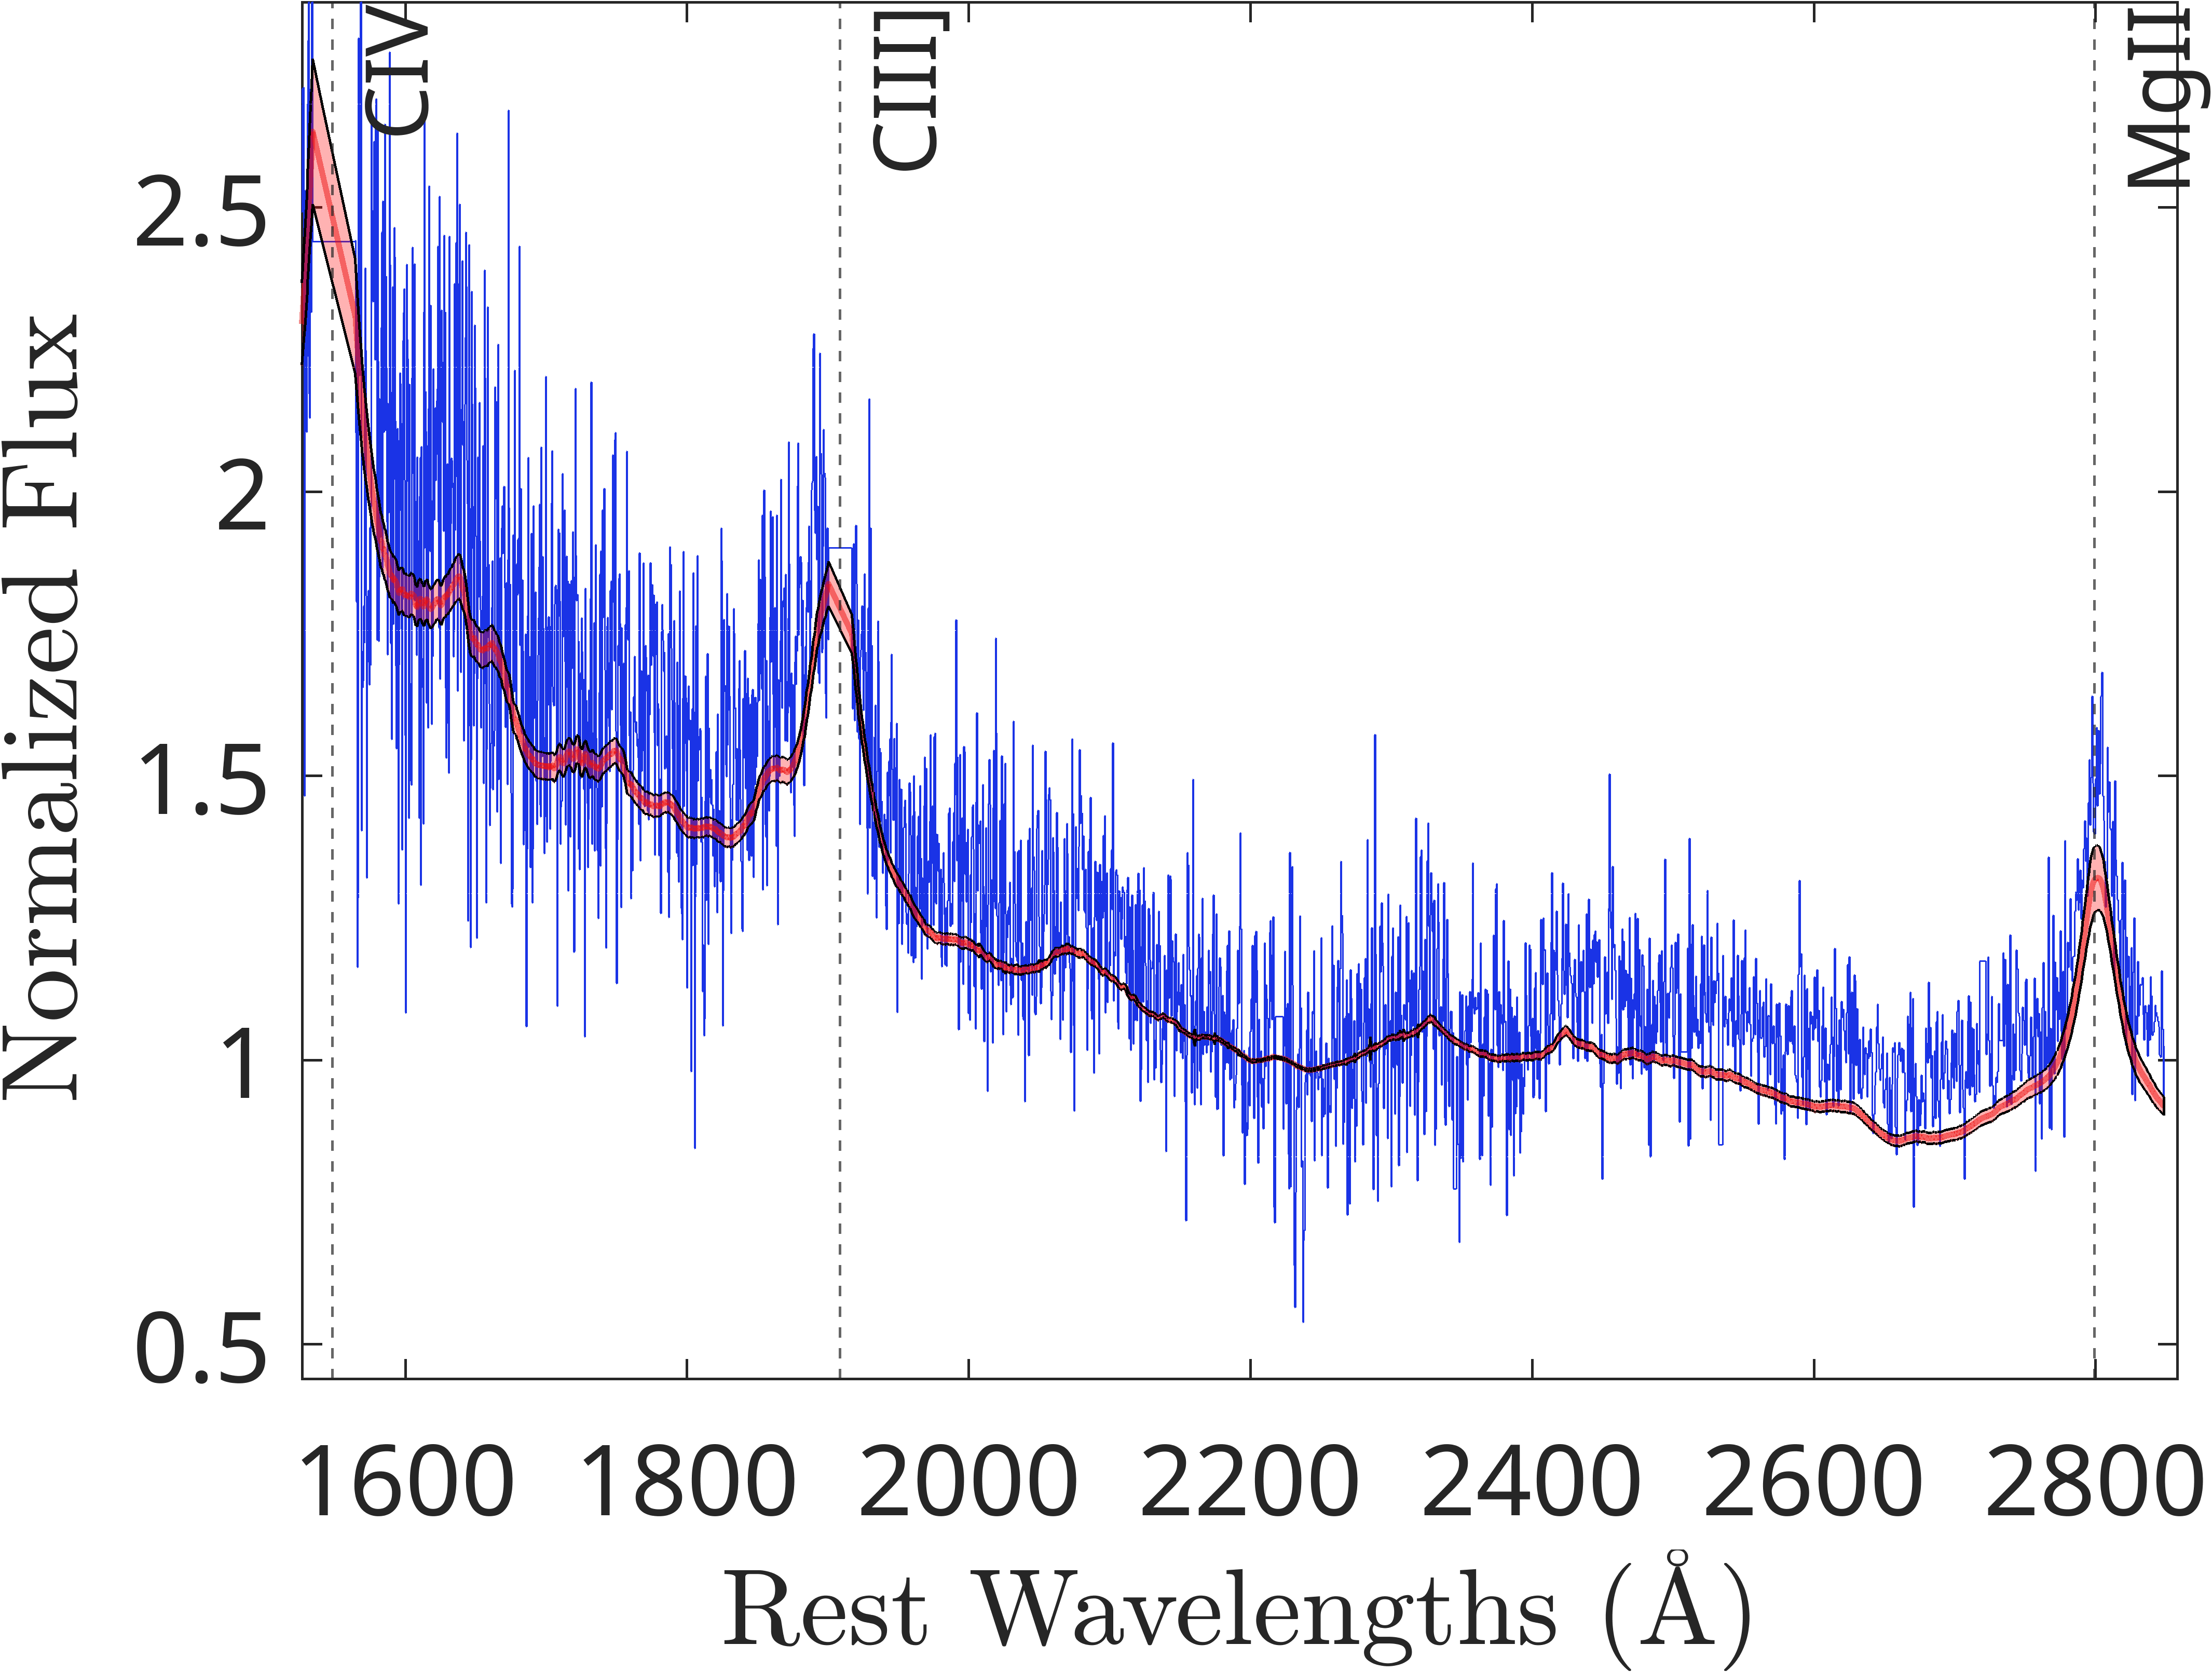 CIV
CIII]
MgII
Normalized Flux
2.5
2
1.5
1
0.5
1600 1800 2000 2200 2400 2600 2800
Rest Wavelengths (Å)